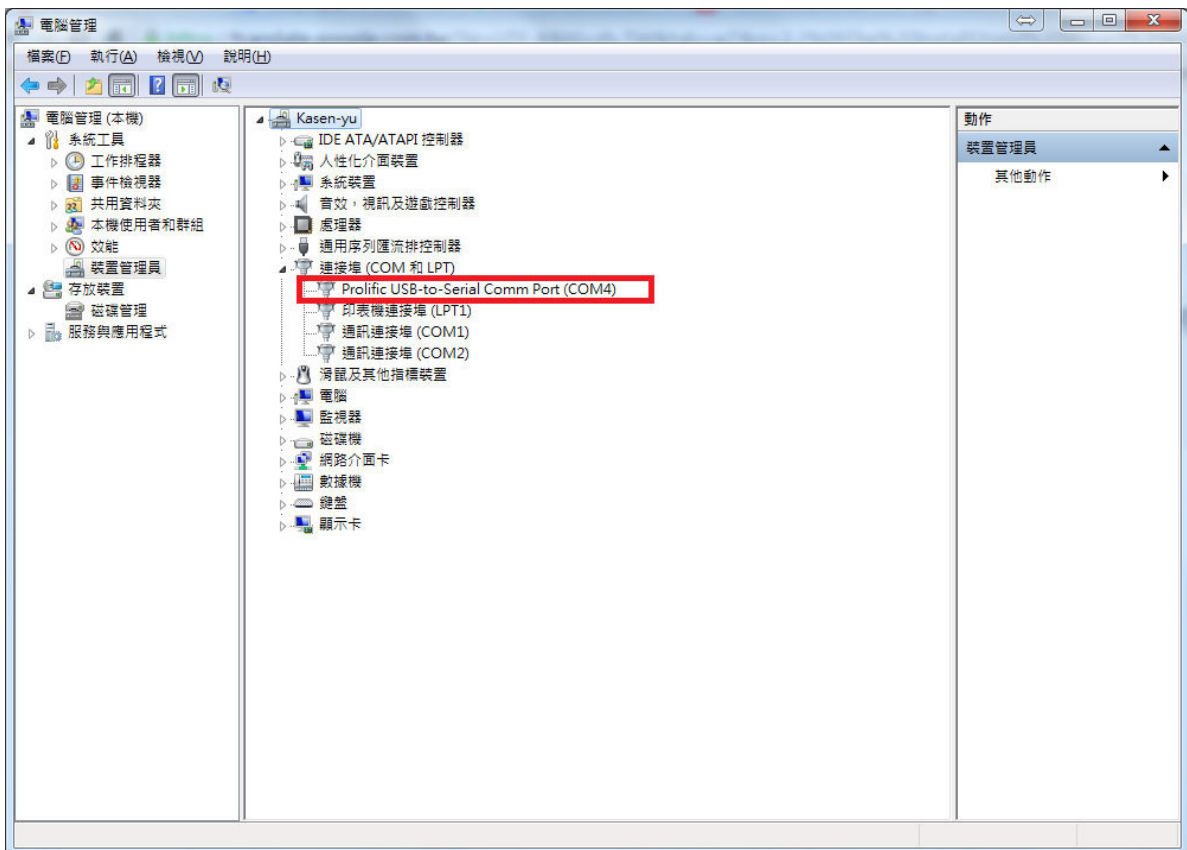 電腦管理
檔案(F) 執行(A) 檢視(V) 說明(H)
電腦管理 (本機)
系統工具
工作排程器
事件檢視器
共用資料夾
本機使用者和群組
效能
裝置管理員
存放裝置
磁碟管理
服務與應用程式
Kasen-yu
IDE ATA/ATAPI 控制器
人性化介面裝置
系統裝置
音效，視訊及遊戲控制器
處理器
通用序列匯流排控制器
連接埠 (COM 和 LPT)
Prolific USB-to-Serial Comm Port (COM4)
印表機連接埠 (LPT1)
通訊連接埠 (COM1)
通訊連接埠 (COM2)
滑鼠及其他指標裝置
電腦
監視器
磁碟機
網路介面卡
數據機
鍵盤
顯示卡
動作
裝置管理員
其他動作